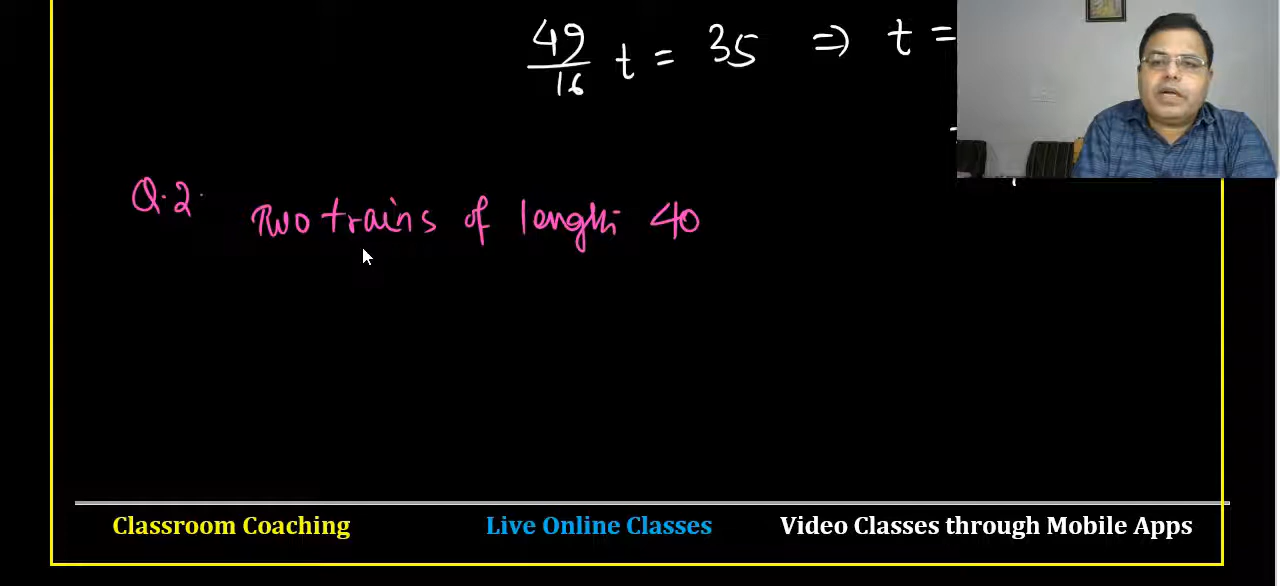 49/16 t = 35 ⇒ t =
Q.2. Two trains of length 40
Classroom Coaching Live Online Classes Video Classes through Mobile Apps